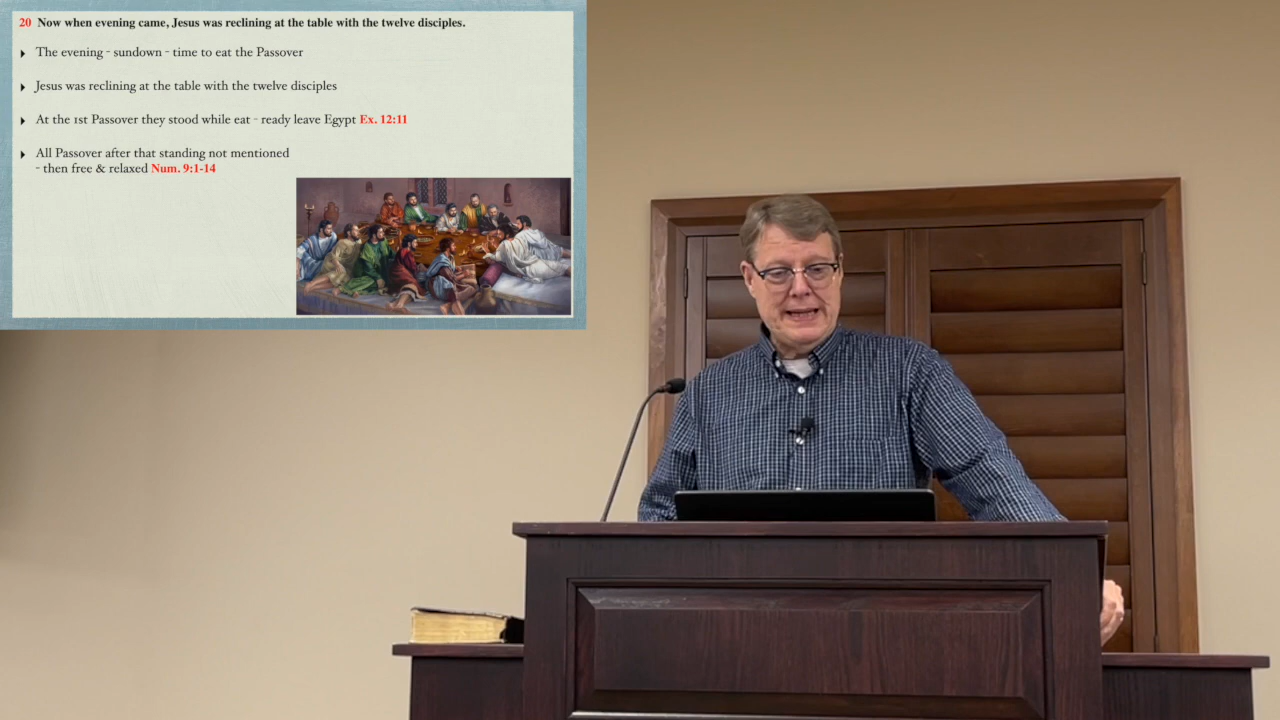 20 Now when evening came, Jesus was reclining at the table with the twelve disciples.
‣ The evening - sundown - time to eat the Passover
‣ Jesus was reclining at the table with the twelve disciples
‣ At the 1st Passover they stood while eat - ready leave Egypt Ex. 12:11
‣ All Passover after that standing not mentioned
- then free & relaxed Num. 9:1-14